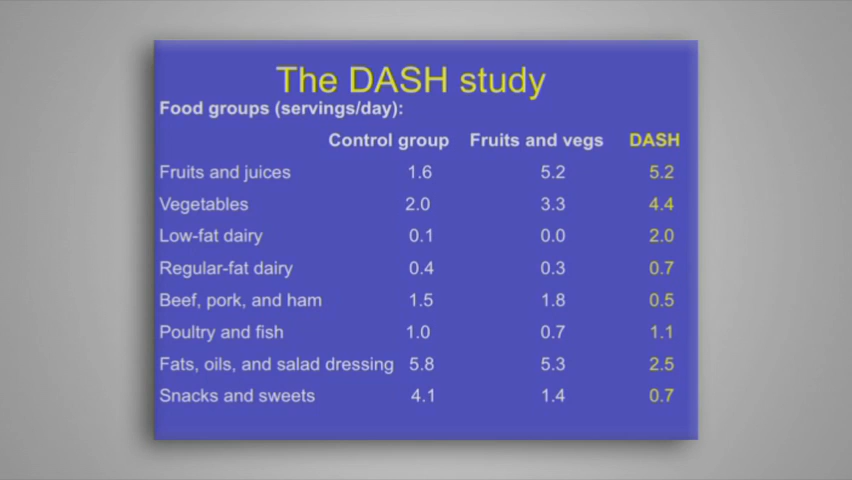 The DASH study
Food groups (servings/day):
Control group Fruits and vegs DASH
Fruits and juices 1.6 5.2 5.2
Vegetables 2.0 3.3 4.4
Low-fat dairy 0.1 0.0 2.0
Regular-fat dairy 0.4 0.3 0.7
Beef, pork, and ham 1.5 1.8 0.5
Poultry and fish 1.0 0.7 1.1
Fats, oils, and salad dressing 5.8 5.3 2.5
Snacks and sweets 4.1 1.4 0.7